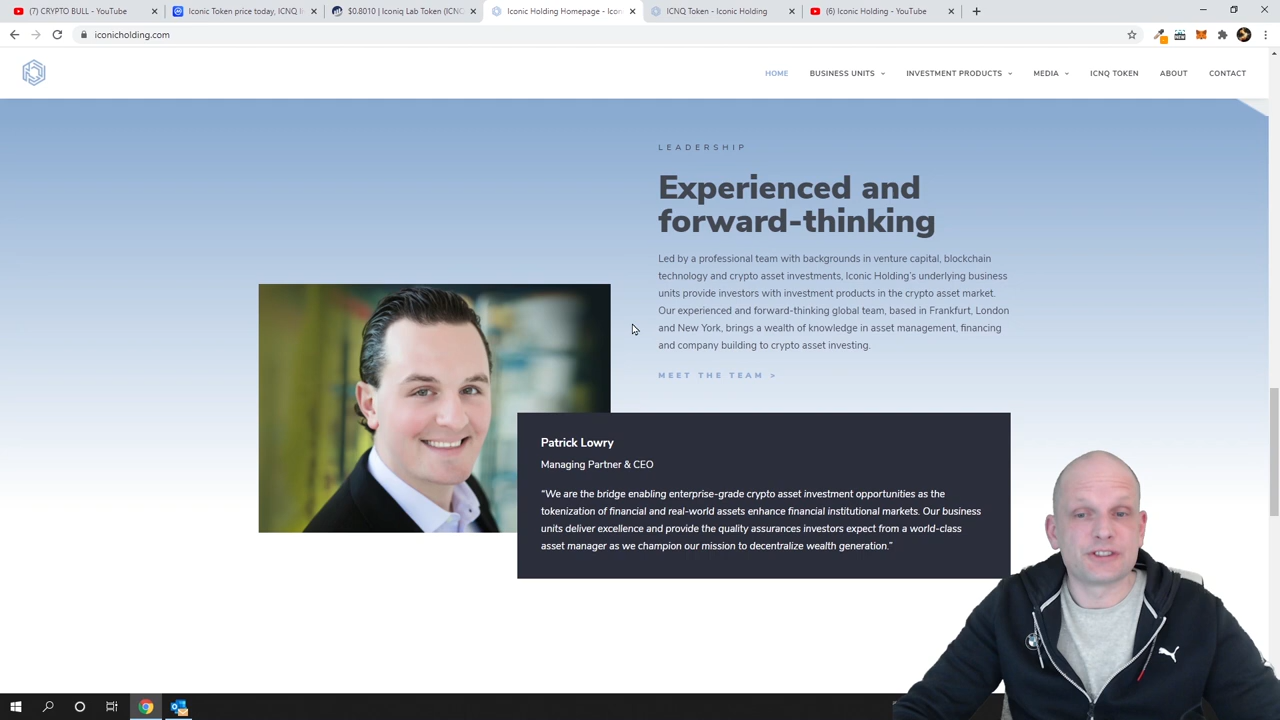 (7) CRYPTO BULL - YouTube
Iconic Token price today, ICNQ
$0.8010 | Iconiq Lab Token (ICNQ
Iconic Holding Homepage - Icon
ICNQ Token - Iconic Holding
(6) Iconic Holding - YouTube
iconicholding.com
HOME
BUSINESS UNITS
INVESTMENT PRODUCTS
MEDIA
ICNQ TOKEN
ABOUT
CONTACT
LEADERSHIP
Experienced and
forward-thinking
Led by a professional team with backgrounds in venture capital, blockchain
technology and crypto asset investments, Iconic Holding's underlying business
units provide investors with investment products in the crypto asset market.
Our experienced and forward-thinking global team, based in Frankfurt, London
and New York, brings a wealth of knowledge in asset management, financing
and company building to crypto asset investing.
MEET THE TEAM >
Patrick Lowry
Managing Partner & CEO
“We are the bridge enabling enterprise-grade crypto asset investment opportunities as the
tokenization of financial and real-world assets enhance financial institutional markets. Our business
units deliver excellence and provide the quality assurances investors expect from a world-class
asset manager as we champion our mission to decentralize wealth generation.”